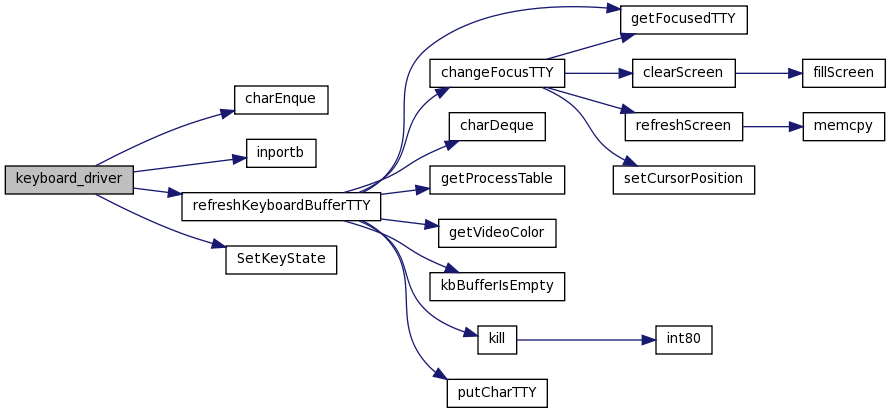 keyboard_driver
charEnque
inportb
refreshKeyboardBufferTTY
SetKeyState
changeFocusTTY
charDeque
getProcessTable
getVideoColor
kbBufferIsEmpty
kill
putCharTTY
getFocusedTTY
clearScreen
refreshScreen
setCursorPosition
int80
fillScreen
memcpy